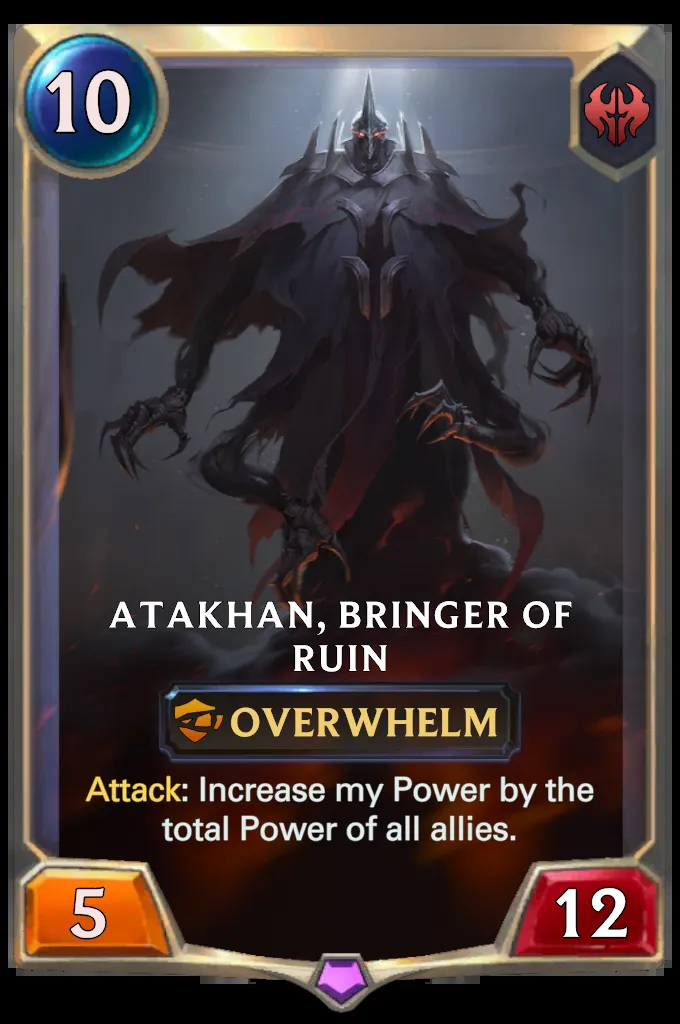 10
ATAKHAN, BRINGER OF
RUIN
OVERWHELM
Attack: Increase my Power by the
total Power of all allies.
5
12